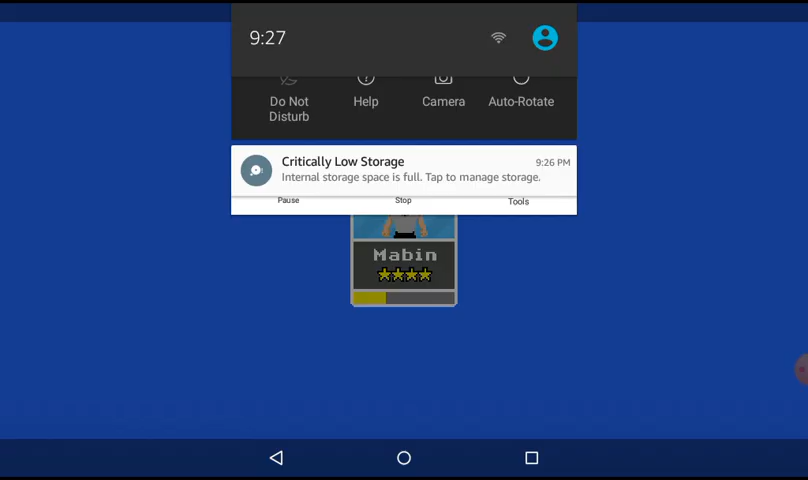 9:27
Do Not
Disturb
Help
Camera
Auto-Rotate
Critically Low Storage
9:26 PM
Internal storage space is full. Tap to manage storage.
Pause
Stop
Tools
Mabin